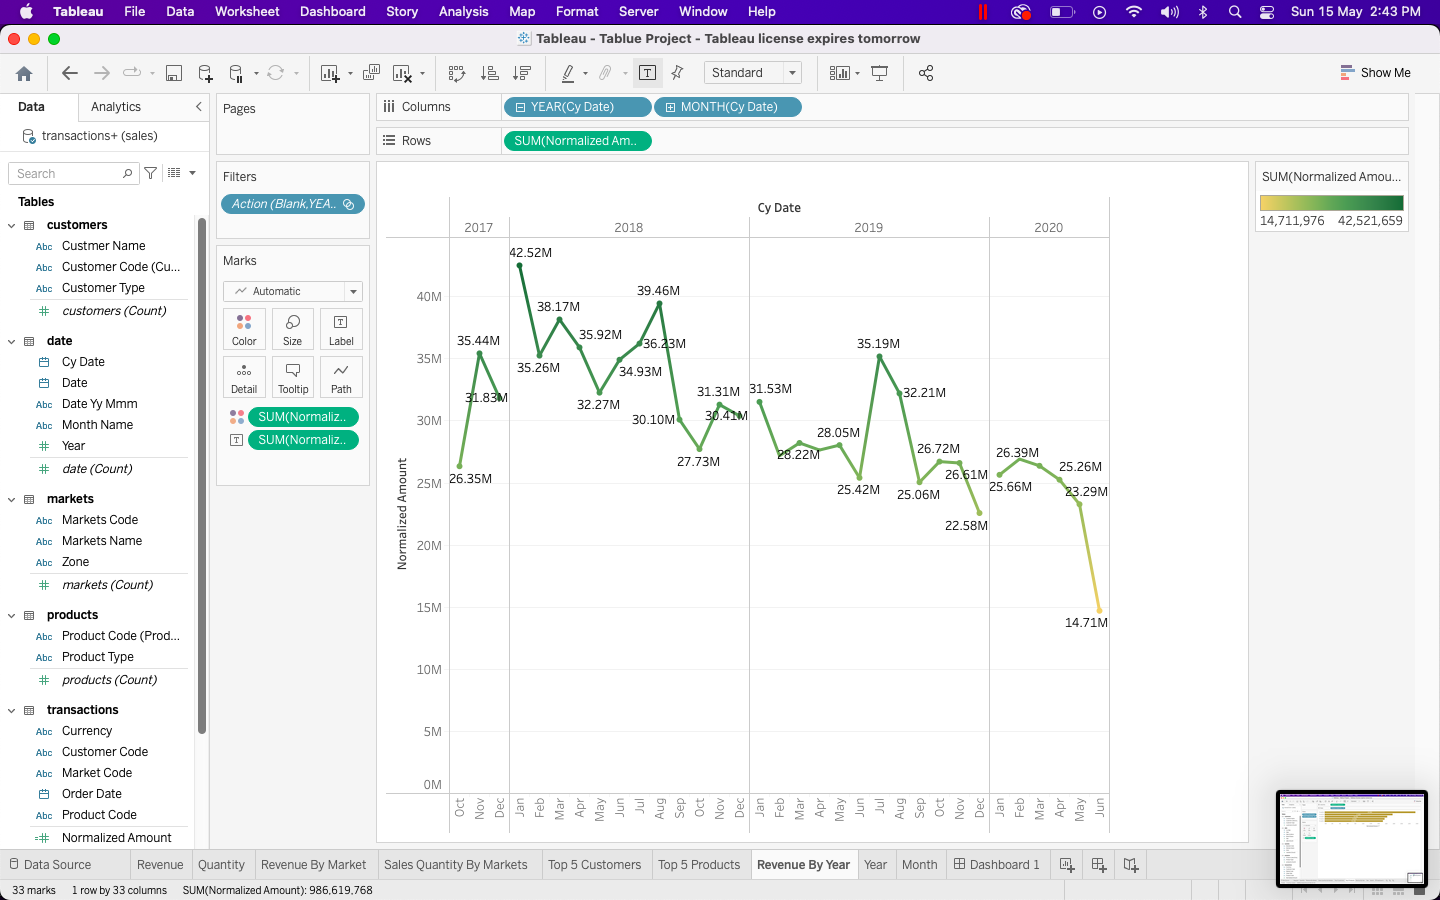 Tableau File Data Worksheet Dashboard Story Analysis Map Format Server Window Help Sun 15 May 2:43 PM
Tableau - Tablue Project - Tableau license expires tomorrow
Standard Show Me
Data Analytics
transactions+ (sales)
Search
Tables
customers
Abc Custmer Name
Abc Customer Code (Cu...
Abc Customer Type
customers (Count)
date
Cy Date
Date
Abc Date Yy Mmm
Abc Month Name
Year
date (Count)
markets
Abc Markets Code
Abc Markets Name
Abc Zone
markets (Count)
products
Abc Product Code (Prod...
Abc Product Type
products (Count)
transactions
Abc Currency
Abc Customer Code
Abc Market Code
Order Date
Abc Product Code
Normalized Amount
Pages
Filters
Action (Blank,YEA..
Marks
Automatic
Color Size Label
Detail Tooltip Path
SUM(Normaliz..
SUM(Normaliz..
Columns YEAR(Cy Date) MONTH(Cy Date)
Rows SUM(Normalized Am..
Cy Date
2017 2018 2019 2020
Normalized Amount
40M
35M
30M
25M
20M
15M
10M
5M
0M
26.35M
35.44M
31.83M
42.52M
35.26M
38.17M
35.92M
32.27M
34.93M
36.23M
39.46M
30.10M
27.73M
31.31M
30.41M
31.53M
28.22M
28.05M
25.42M
35.19M
32.21M
25.06M
26.72M
26.61M
22.58M
25.66M
26.39M
25.26M
23.29M
14.71M
Oct Nov Dec Jan Feb Mar Apr May Jun Jul Aug Sep Oct Nov Dec Jan Feb Mar Apr May Jun Jul Aug Sep Oct Nov Dec Jan Feb Mar Apr May Jun
SUM(Normalized Amou...
14,711,976 42,521,659
Data Source Revenue Quantity Revenue By Market Sales Quantity By Markets Top 5 Customers Top 5 Products Revenue By Year Year Month Dashboard 1
33 marks 1 row by 33 columns SUM(Normalized Amount): 986,619,768